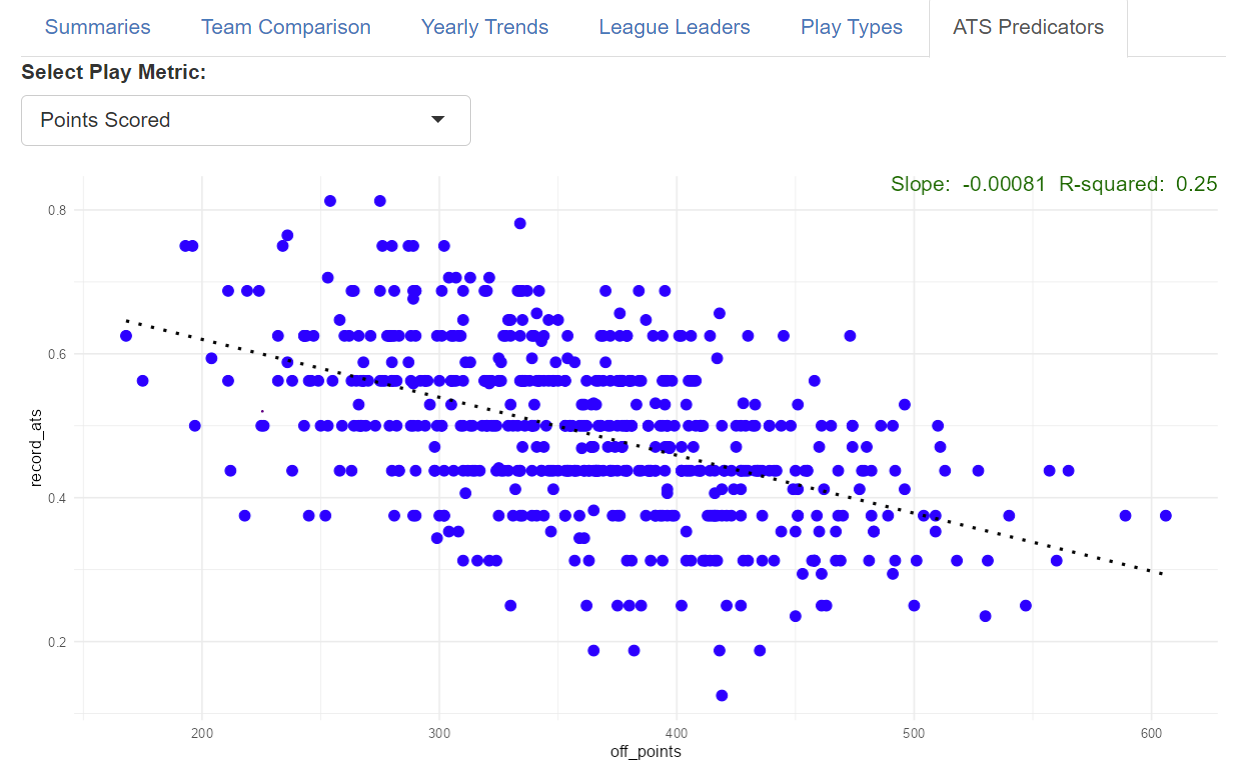 Summaries Team Comparison Yearly Trends League Leaders Play Types ATS Predicators
Select Play Metric:
Points Scored
Slope: -0.00081 R-squared: 0.25
0.8
0.6
0.4
0.2
record_ats
200 300 400 500 600
off_points